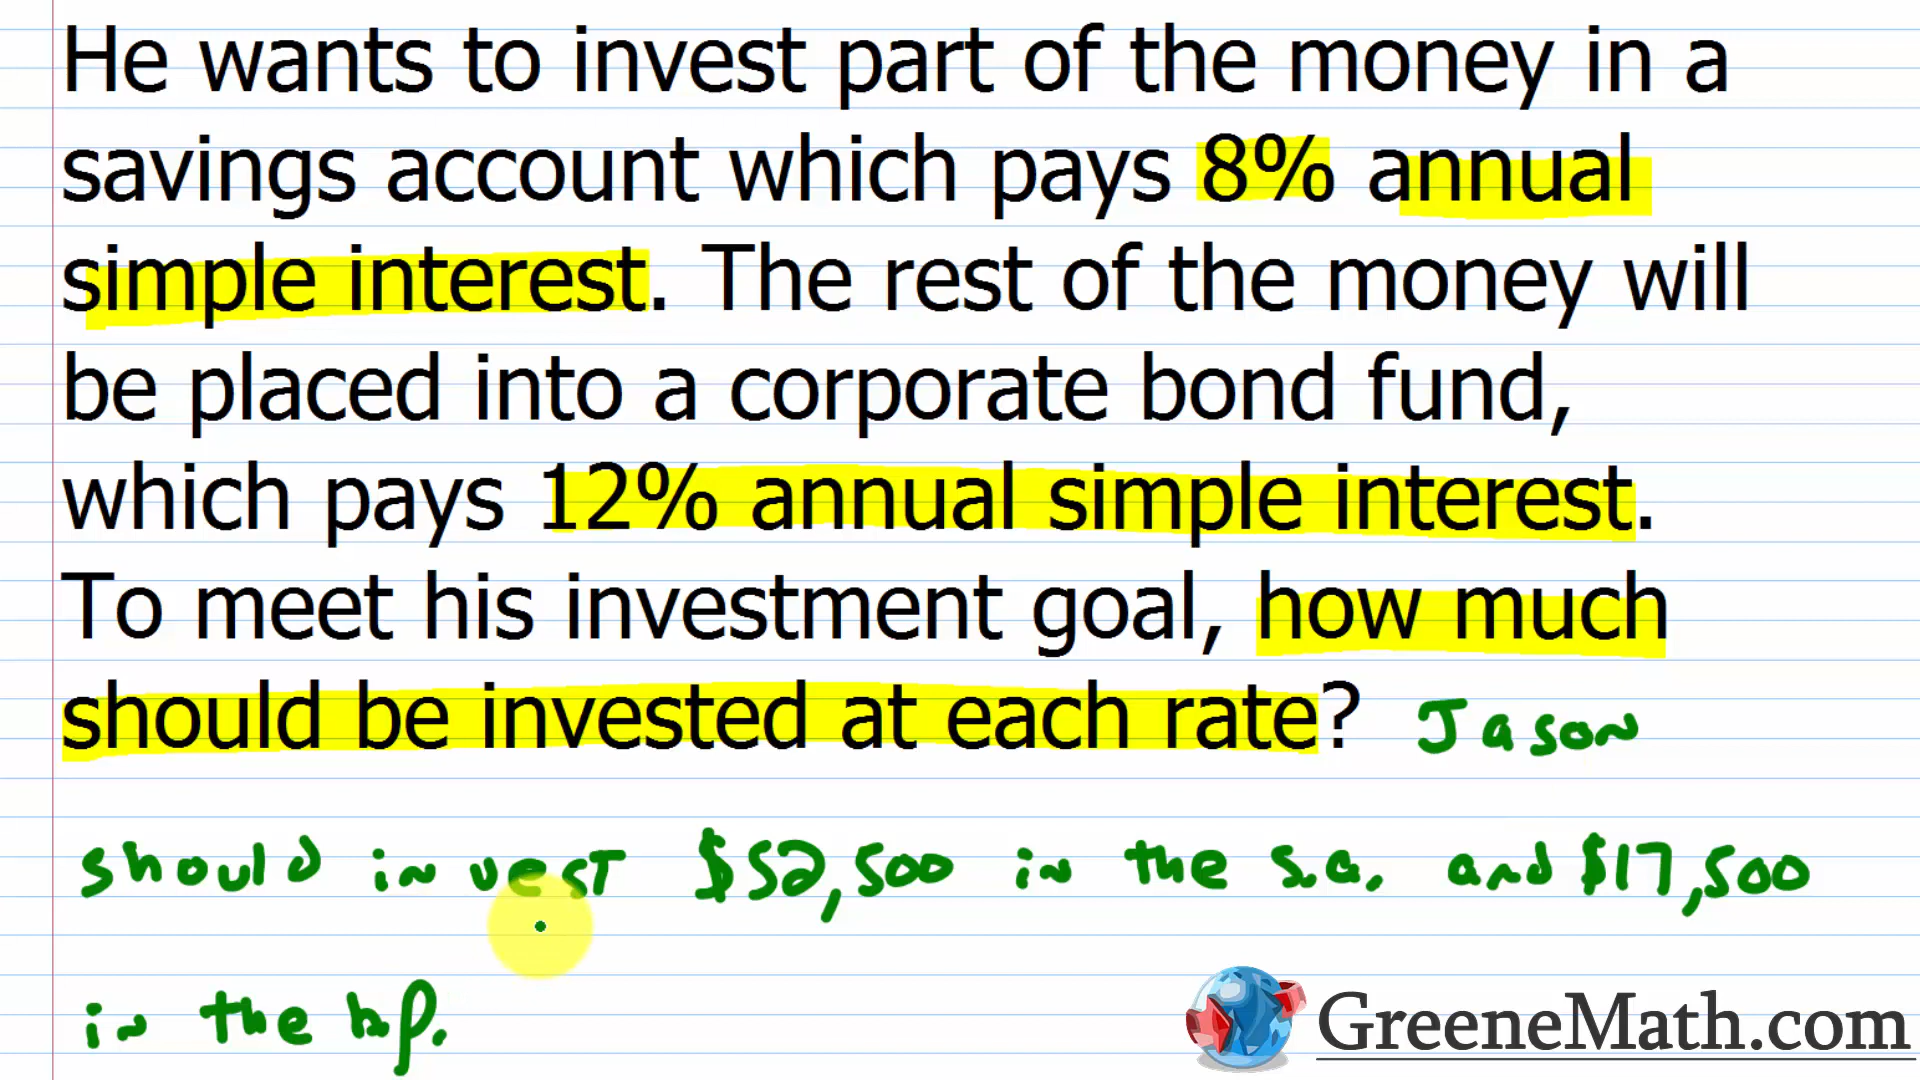 He wants to invest part of the money in a
savings account which pays 8% annual
simple interest. The rest of the money will
be placed into a corporate bond fund,
which pays 12% annual simple interest.
To meet his investment goal, how much
should be invested at each rate? Jason
should invest $52,500 in the s.a. and $17,500
in the bf.
GreeneMath.com